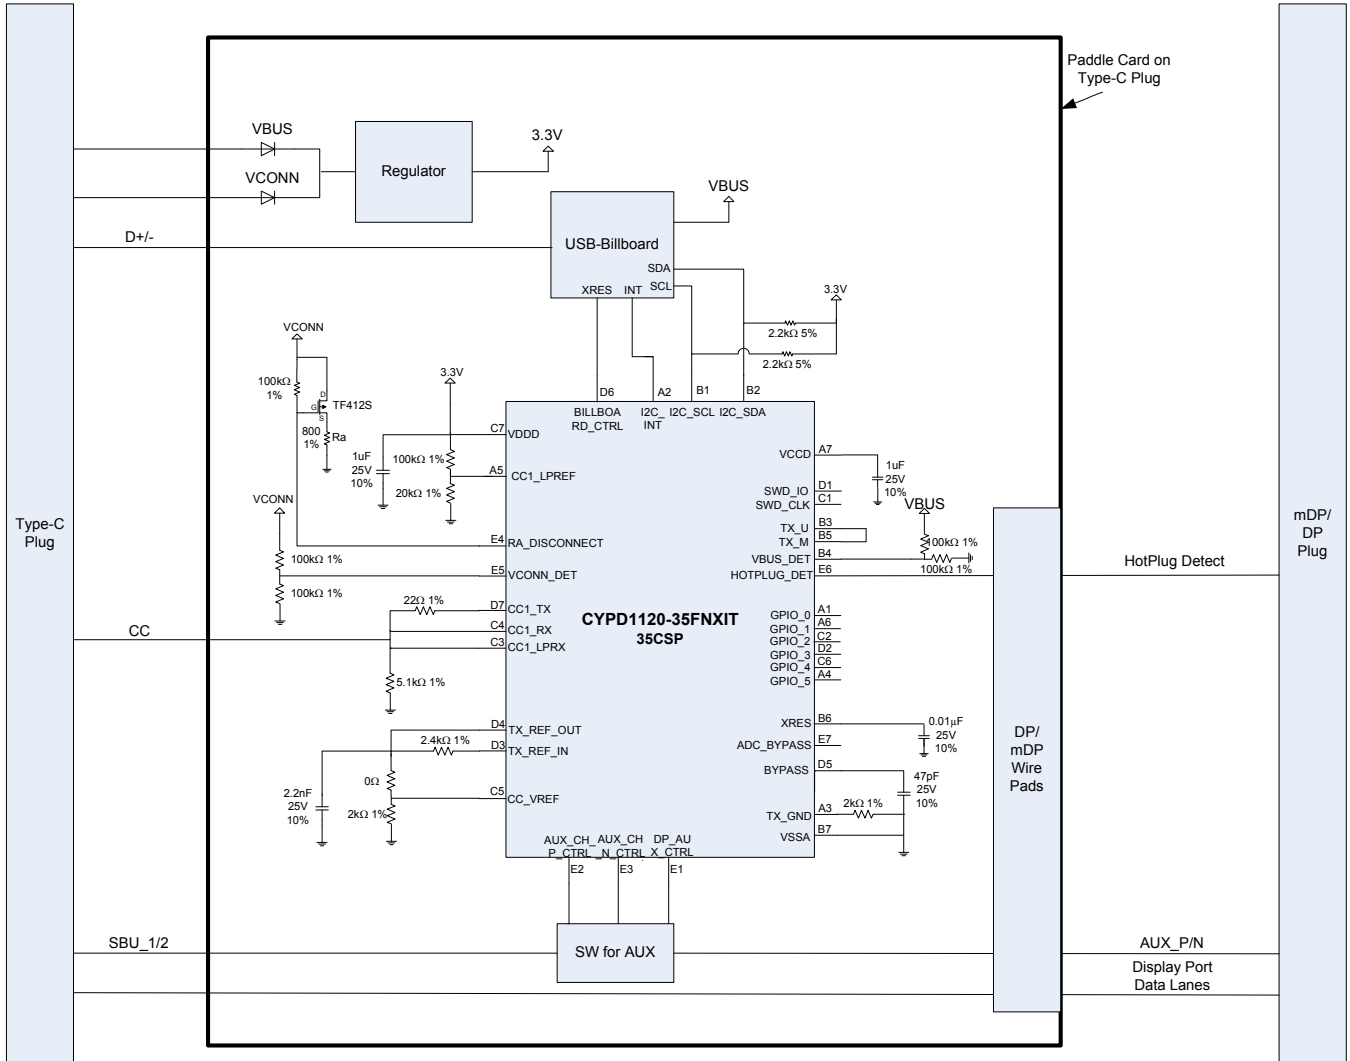 Paddle Card on
Type-C Plug
VBUS
VCONN
Regulator
3.3V
D+/-
USB-Billboard
SDA
SCL
XRES
INT
VBUS
3.3V
2.2kΩ 5%
2.2kΩ 5%
VCONN
100kΩ
1%
D
G
S
TF412S
800
1%
Ra
3.3V
1uF
25V
10%
100kΩ 1%
20kΩ 1%
D6
A2
B1
B2
BILLBOA
RD_CTRL
I2C_
INT
I2C_SCL
I2C_SDA
C7
VDDD
A5
CC1_LPREF
VCCD
A7
1uF
25V
10%
SWD_IO
D1
SWD_CLK
C1
TX_U
B3
TX_M
B5
VBUS_DET
B4
HOTPLUG_DET
E6
VBUS
100kΩ 1%
100kΩ 1%
HotPlug Detect
Type-C
Plug
mDP/
DP
Plug
VCONN
100kΩ 1%
100kΩ 1%
E4
RA_DISCONNECT
E5
VCONN_DET
22Ω 1%
D7
CC1_TX
C4
CC1_RX
C3
CC1_LPRX
CC
5.1kΩ 1%
CYPD1120-35FNXIT
35CSP
GPIO_0
A1
GPIO_1
A6
GPIO_2
C2
GPIO_3
D2
GPIO_4
C6
GPIO_5
A4
D4
TX_REF_OUT
2.4kΩ 1%
D3
TX_REF_IN
0Ω
2.2nF
25V
10%
C5
CC_VREF
2kΩ 1%
XRES
B6
0.01μF
25V
10%
ADC_BYPASS
E7
BYPASS
D5
47pF
25V
10%
TX_GND
A3
2kΩ 1%
VSSA
B7
DP/
mDP
Wire
Pads
AUX_CH_
P_CTRL
AUX_CH
_N_CTRL
DP_AU
X_CTRL
E2
E3
E1
SBU_1/2
SW for AUX
AUX_P/N
Display Port
Data Lanes